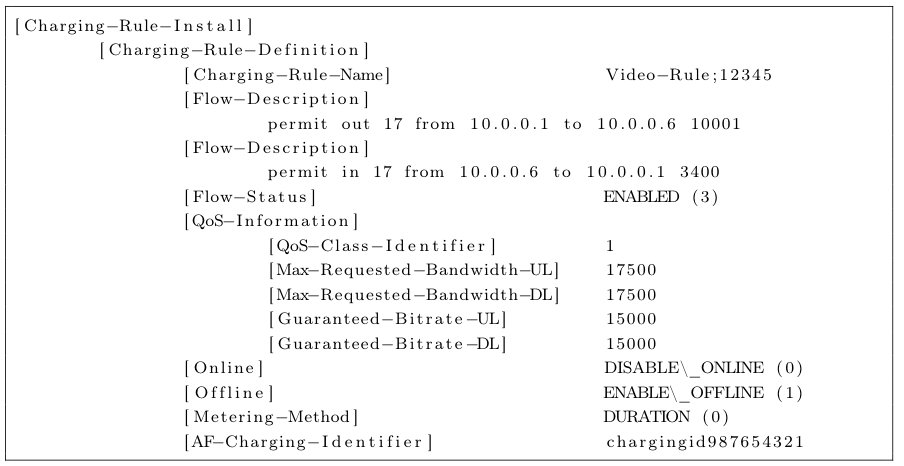 [Charging−Rule−Install]
[Charging−Rule−Definition]
[Charging−Rule−Name] Video−Rule;12345
[Flow−Description]
permit out 17 from 10.0.0.1 to 10.0.0.6 10001
[Flow−Description]
permit in 17 from 10.0.0.6 to 10.0.0.1 3400
[Flow−Status] ENABLED (3)
[QoS−Information]
[QoS−Class−Identifier] 1
[Max−Requested−Bandwidth−UL] 17500
[Max−Requested−Bandwidth−DL] 17500
[Guaranteed−Bitrate−UL] 15000
[Guaranteed−Bitrate−DL] 15000
[Online] DISABLE\_ONLINE (0)
[Offline] ENABLE\_OFFLINE (1)
[Metering−Method] DURATION (0)
[AF−Charging−Identifier] chargingid987654321